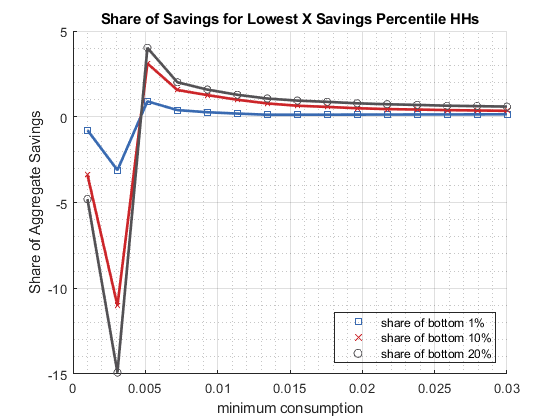 Share of Savings for Lowest X Savings Percentile HHs
Share of Aggregate Savings
5
0
-5
-10
-15
0
0.005
0.01
0.015
0.02
0.025
0.03
minimum consumption
share of bottom 1%
share of bottom 10%
share of bottom 20%